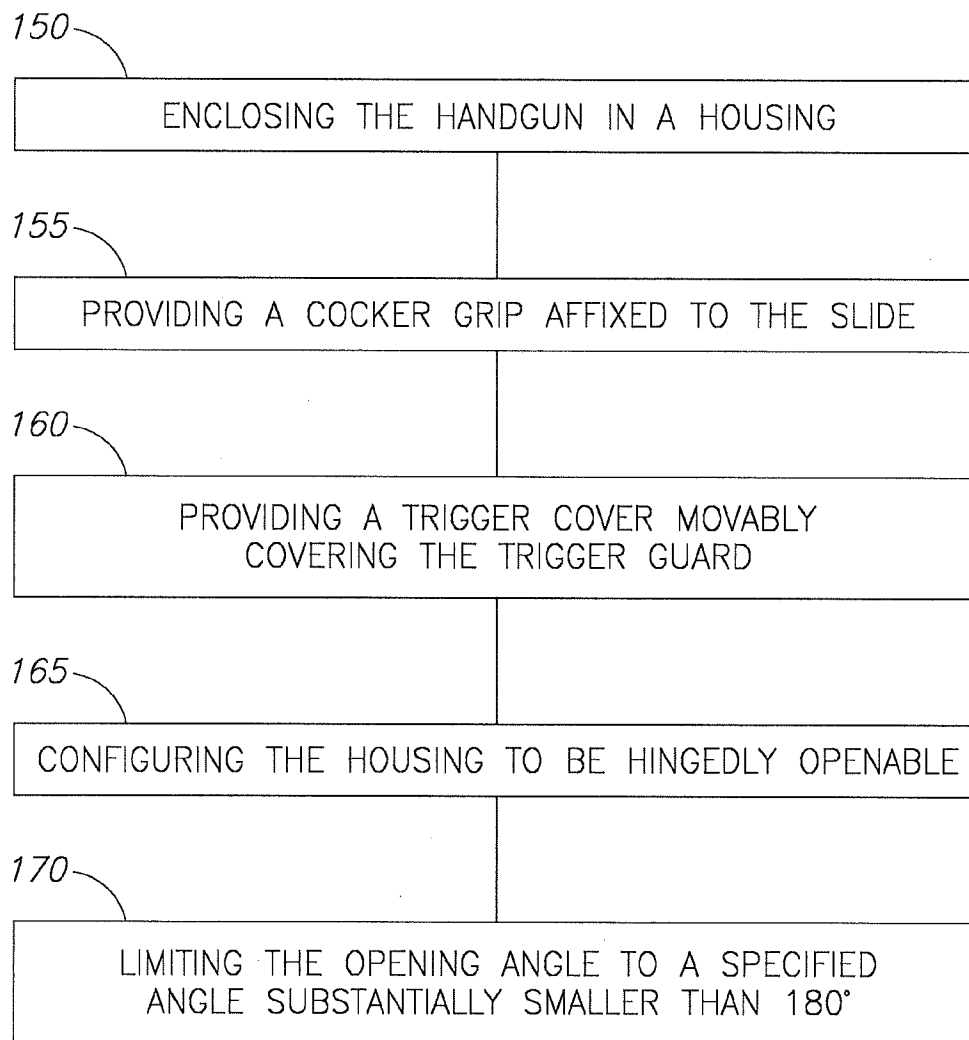 150
ENCLOSING THE HANDGUN IN A HOUSING
155
PROVIDING A COCKER GRIP AFFIXED TO THE SLIDE
160
PROVIDING A TRIGGER COVER MOVABLY
COVERING THE TRIGGER GUARD
165
CONFIGURING THE HOUSING TO BE HINGEDLY OPENABLE
170
LIMITING THE OPENING ANGLE TO A SPECIFIED
ANGLE SUBSTANTIALLY SMALLER THAN 180°